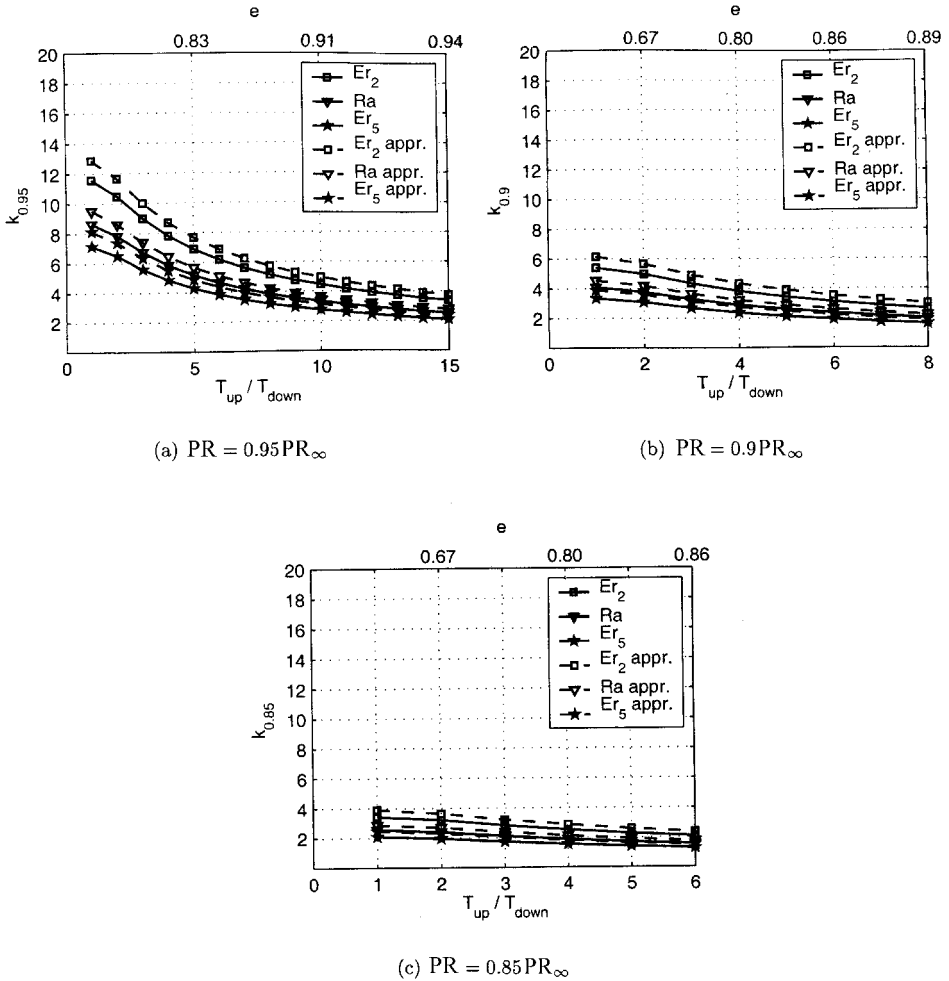 e
0.83 0.91 0.94
20
18
16
14
12
10
8
6
4
2
k0.95
Er2
Ra
Er5
Er2 appr.
Ra appr.
Er5 appr.
0 5 10 15
Tup / Tdown
(a) PR = 0.95PR∞
e
0.67 0.80 0.86 0.89
20
18
16
14
12
10
8
6
4
2
k0.9
Er2
Ra
Er5
Er2 appr.
Ra appr.
Er5 appr.
0 2 4 6 8
Tup / Tdown
(b) PR = 0.9PR∞
e
0.67 0.80 0.86
20
18
16
14
12
10
8
6
4
2
k0.85
Er2
Ra
Er5
Er2 appr.
Ra appr.
Er5 appr.
0 1 2 3 4 5 6
Tup / Tdown
(c) PR = 0.85PR∞